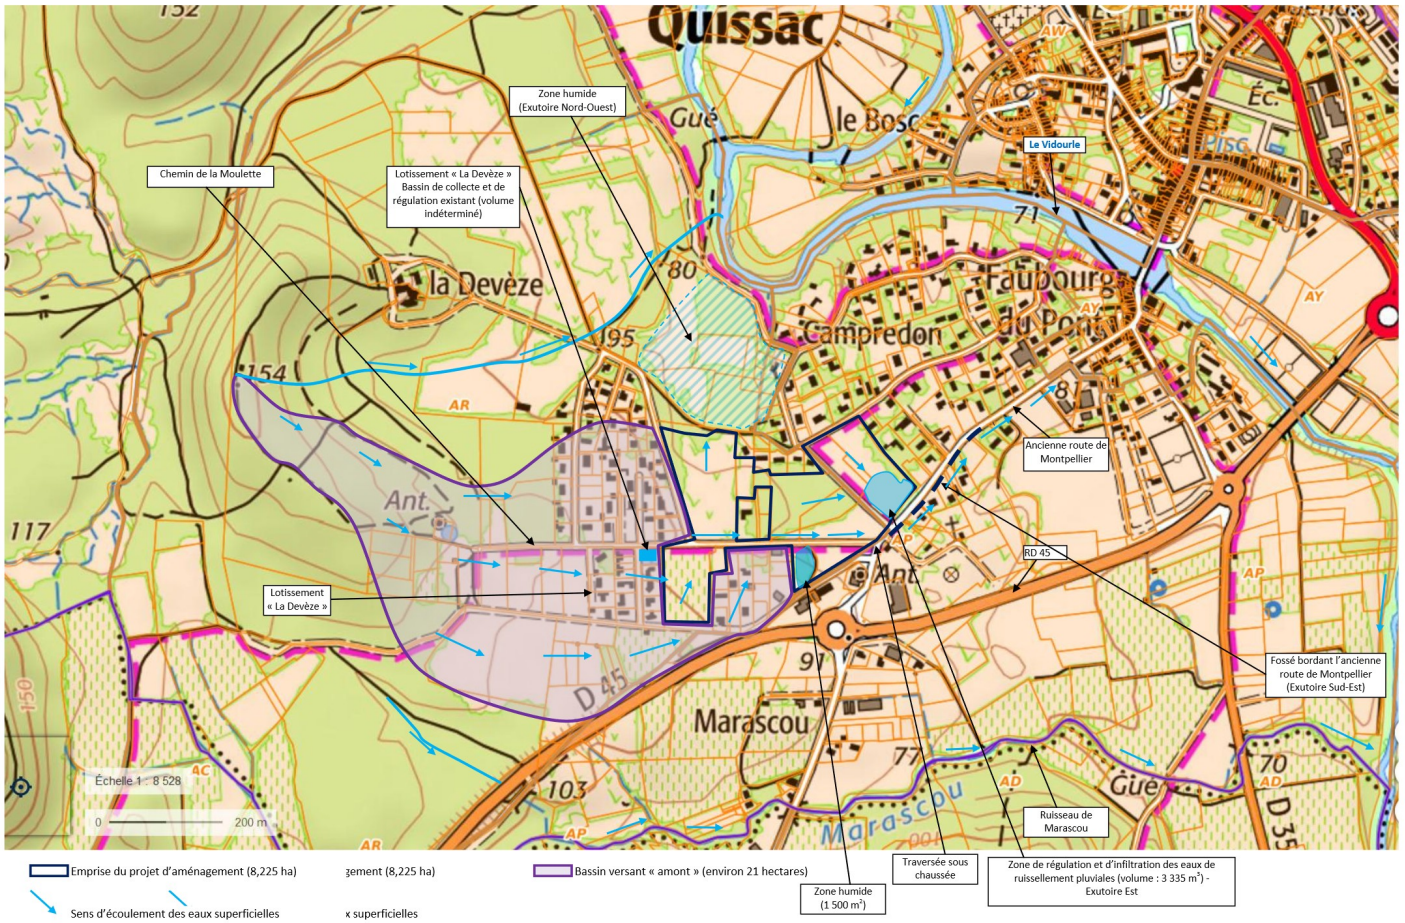 152
Quissac
AW
Éc.
Zone humide
(Exutoire Nord-Ouest)
Gué
le Bosc
Pisc.
Le Vidourle
Chemin de la Moulette
Lotissement « La Devèze »
Bassin de collecte et de
régulation existant (volume
indéterminé)
71
80
la Devèze
Faubourg
du Pont
AY
AY
Campredon
195
154
AR
81
Ancienne route de
Montpellier
Ant.
117
RD 45
AP
Ant.
AP
Lotissement
« La Devèze »
91
Fossé bordant l'ancienne
route de Montpellier
(Exutoire Sud-Est)
D 45
150
Marascou
77
70
AC
Échelle 1 : 8 528
103
AD
Gué
AD
0 200 m
Marascou
Ruisseau de
Marascou
D 35
AP
AR
100
Emprise du projet d'aménagement (8,225 ha)
gement (8,225 ha)
Bassin versant « amont » (environ 21 hectares)
Zone humide
(1 500 m²)
Traversée sous
chaussée
Zone de régulation et d'infiltration des eaux de
ruissellement pluviales (volume : 3 335 m³) -
Exutoire Est
Sens d'écoulement des eaux superficielles
x superficielles